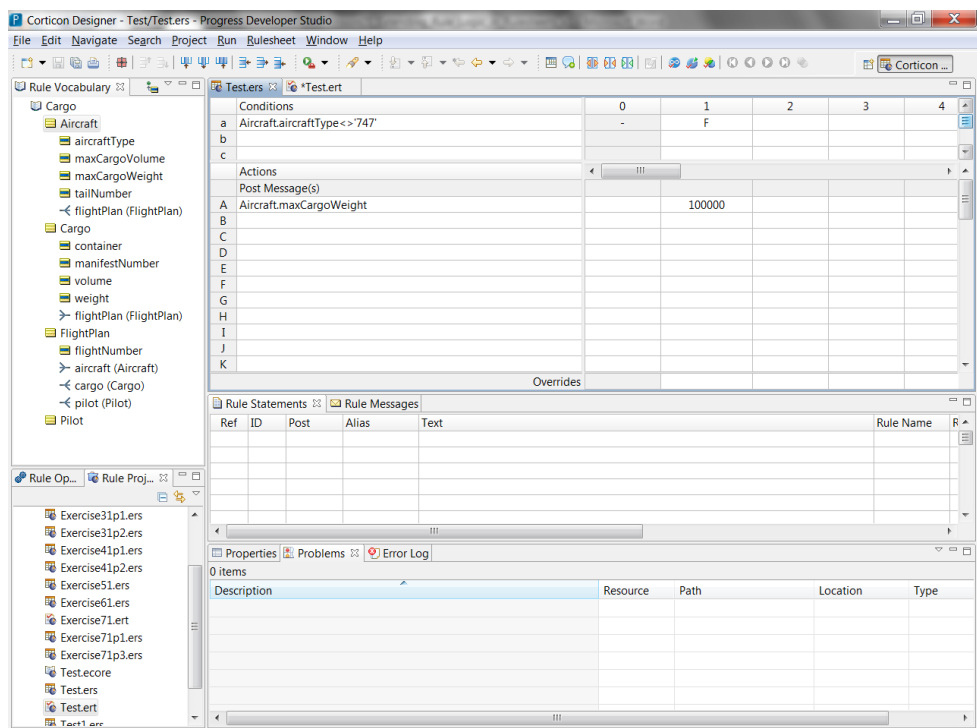 Corticon Designer - Test/Test.ers - Progress Developer Studio
File Edit Navigate Search Project Run Rulesheet Window Help
Corticon ...
Rule Vocabulary
Cargo
Aircraft
aircraftType
maxCargoVolume
maxCargoWeight
tailNumber
flightPlan (FlightPlan)
Cargo
container
manifestNumber
volume
weight
flightPlan (FlightPlan)
FlightPlan
flightNumber
aircraft (Aircraft)
cargo (Cargo)
pilot (Pilot)
Pilot
Rule Op... Rule Proj...
Exercise31p1.ers
Exercise31p2.ers
Exercise41p1.ers
Exercise41p2.ers
Exercise51.ers
Exercise61.ers
Exercise71.ert
Exercise71p1.ers
Exercise71p3.ers
Test.ecore
Test.ers
Test.ert
Test1.ers
Test.ers *Test.ert
Conditions 0 1 2 3 4
a Aircraft.aircraftType<>'747' - F
b
c
Actions
Post Message(s)
A Aircraft.maxCargoWeight 100000
B
C
D
E
F
G
H
I
J
K
Overrides
Rule Statements Rule Messages
Ref ID Post Alias Text Rule Name R
Properties Problems Error Log
0 items
Description Resource Path Location Type